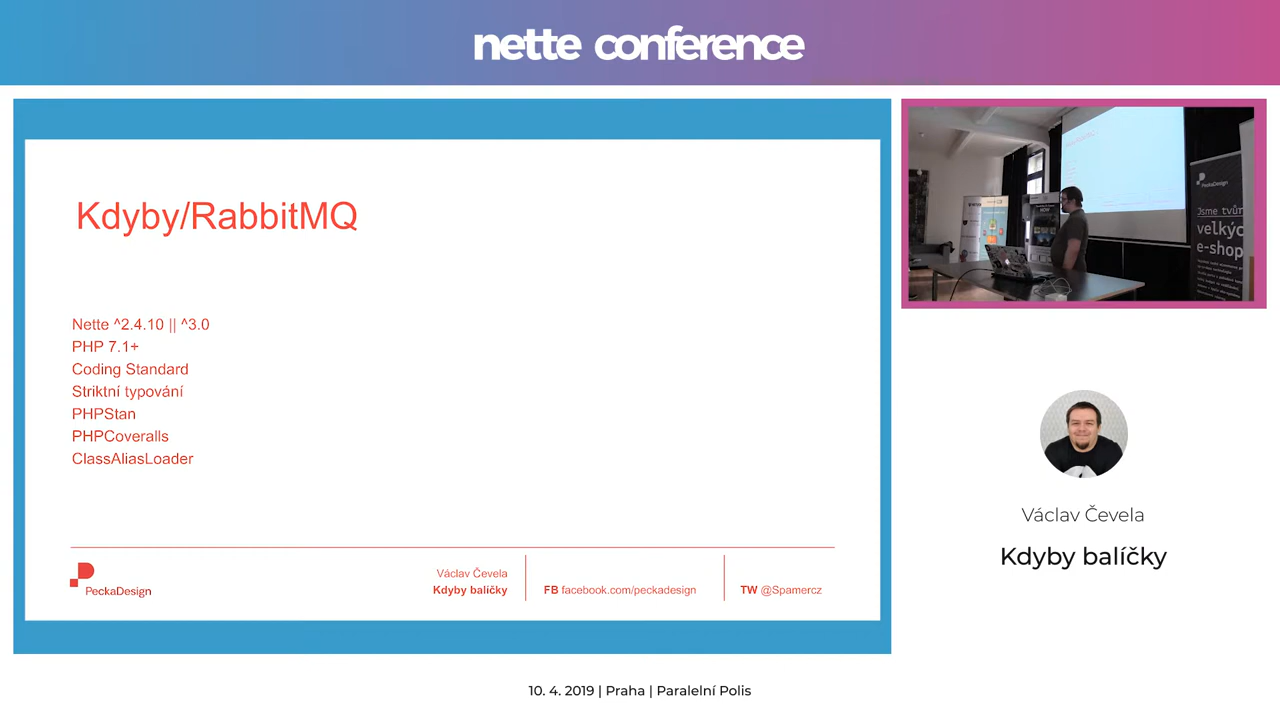 nette conference
Kdyby/RabbitMQ
Nette ^2.4.10 || ^3.0
PHP 7.1+
Coding Standard
Striktní typování
PHPStan
PHPCoveralls
ClassAliasLoader
PeckaDesign
Václav Čevela
Kdyby balíčky
FB facebook.com/peckadesign
TW @Spamercz
PeckaDesign
Jsme tvůr
velkýc
e-shop
Václav Čevela
Kdyby balíčky
10. 4. 2019 | Praha | Paralelní Polis